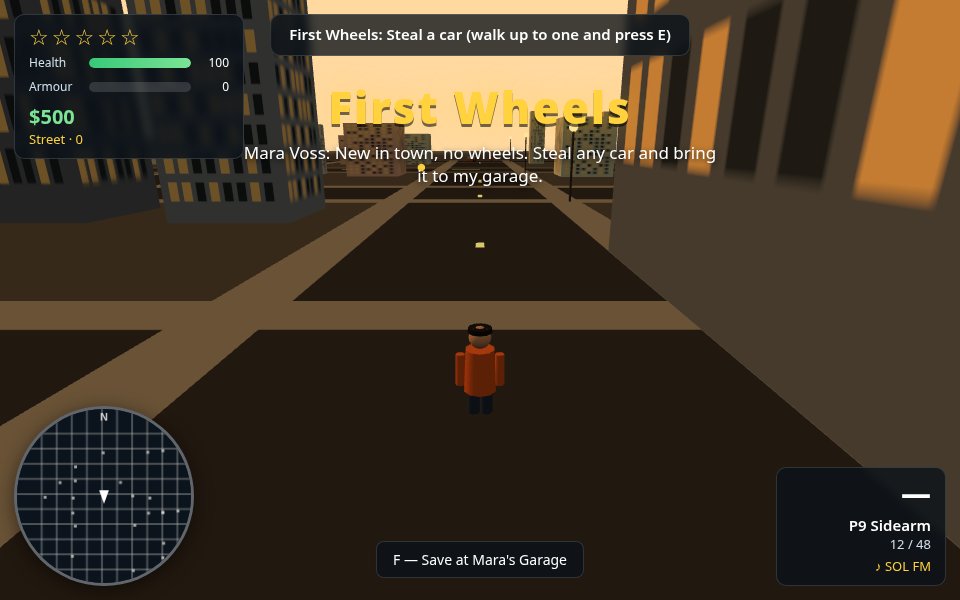 First Wheels: Steal a car (walk up to one and press E)
☆☆☆☆☆
Health 100
Armour 0
$500
Street · 0
First Wheels
Mara Voss: New in town, no wheels. Steal any car and bring
it to my garage.
N
F — Save at Mara's Garage
—
P9 Sidearm
12 / 48
♪ SOL FM